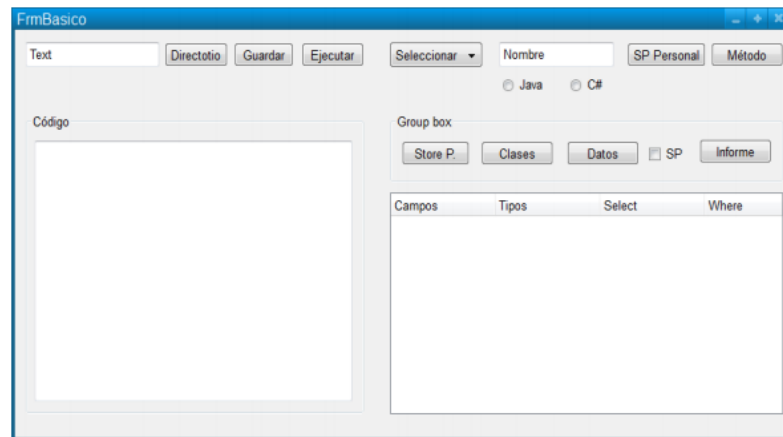 FrmBasico
Text Directotio Guardar Ejecutar Seleccionar Nombre SP Personal Método
Java C#
Código
Group box
Store P. Clases Datos SP Informe
Campos Tipos Select Where